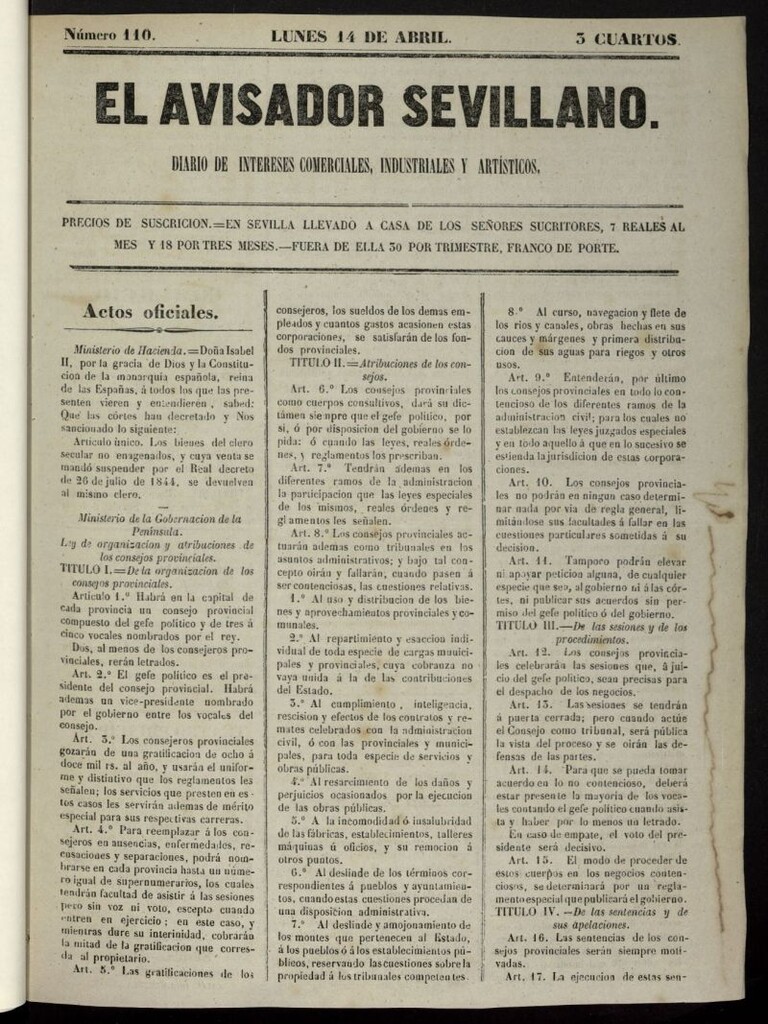 Número 110. LUNES 14 DE ABRIL. 3 CUARTOS.
EL AVISADOR SEVILLANO.
DIARIO DE INTERESES COMERCIALES, INDUSTRIALES Y ARTÍSTICOS.
PRECIOS DE SUSCRICION.=EN SEVILLA LLEVADO A CASA DE LOS SEÑORES SUCRITORES, 7 REALES AL
MES Y 18 POR TRES MESES.—FUERA DE ELLA 30 POR TRIMESTRE, FRANCO DE PORTE.
Actos oficiales.
Ministerio de Hacienda.=Doña Isabel
II, por la gracia de Dios y la Constitu-
cion de la monarquia española, reina
de las Españas, á todos los que las pre-
senten vieren y entendieren, sabed:
Que las córtes han decretado y Nos
sancionado lo siguiente:
Artículo único. Los bienes del clero
secular no enagenados, y cuya venta se
mandó suspender por el Real decreto
de 26 de julio de 1844, se devuelven
al mismo clero.
—
Ministerio de la Gobernacion de la
Península.
Ley de organizacion y atribuciones de
los consejos provinciales.
TITULO I.=De la organizacion de los
consejos provinciales.
Artículo 1.º Habrá en la capital de
cada provincia un consejo provincial
compuesto del gefe político y de tres á
cinco vocales nombrados por el rey.
Dos, al menos de los consejeros pro-
vinciales, rerán letrados.
Art. 2.º El gefe político es el pre-
sidente del consejo provincial. Habrá
ademas un vice-presidente nombrado
por el gobierno entre los vocales del
consejo.
Art. 3.º Los consejeros provinciales
gozarán de una gratificacion de ocho á
doce mil rs. al año, y usarán el unifor-
me y distintivo que los reglamentos les
señalen; los servicios que presten en es-
tos casos les servirán ademas de mérito
especial para sus respectivas carreras.
Art. 4.º Para reemplazar á los con-
sejeros en ausencias, enfermedades, re-
cusaciones y separaciones, podrá nom-
brarse en cada provincia hasta un núme-
ro igual de supernumerarios, los cuales
tendrán facultad de asistir á las sesiones
pero sin voz ni voto, escepto cuando
entren en ejercicio: en este caso, y
mientras dure su interinidad, cobrarán
la mitad de la gratificacion que corres-
da al propietario.
Art. 5.º Las gratificaciones de los
consejeros, los sueldos de los demas em-
pleados y cuantos gastos acasionen estas
corporaciones, se satisfarán de los fon-
dos provinciales.
TITULO II.=Atribuciones de los con-
sejos.
Art. 6.º Los consejos provinciales
como cuerpos consultivos, dará su dic-
támen siempre que el gefe político, por
si, ó por disposicion del gobierno se lo
pida: ó cuando las leyes, reales órde-
nes, y reglamentos los prescriban.
Art. 7.º Tendrán ademas en los
diferentes ramos de la administracion
la participacion que las leyes especiales
de los mismos, reales órdenes y re-
glamentos les señalen.
Art. 8.º Los consejos provinciales ac-
tuarán ademas como tribunales en los
asuntos administrativos; y bajo tal con-
cepto oirán y fallarán, cuando pasen á
ser contenciosas, las cuestiones relativas.
1.º Al uso y distribucion de los bie-
nes y aprovechamientos provinciales y co-
munales.
2.º Al repartimiento y esaccion indi-
vidual de toda especie de cargas munici-
pales y provinciales, cuya cobranza no
vaya unida á la de las contribuciones
del Estado.
3.º Al cumplimiento, inteligencia,
rescision y efectos de los contratos y re-
mates celebrados con la administracion
civil, ó con las provinciales y municipa-
les, para toda especie de servicios y
obras públicas.
4.º Al resarcimiento de los daños y
perjuicios ocasionados por la ejecucion
de las obras públicas.
5.º A la incomodidad ó insalubridad
de las fábricas, establecimientos, talleres
máquinas ú oficios, y su remocion á
otros puntos.
6.º Al deslinde de los términos cor-
respondientes á pueblos y ayuntamien-
tos, cuando estas cuestiones procedan de
una disposicion administrativa.
7.º Al deslinde y amojonamiento de
los montes que pertenecen al Estado,
á los pueblos ó á los establecimientos pú-
blicos, reservando las cuestiones sobre la
propiedad á los tribunales competentes.
8.º Al curso, navegacion y flete de
los rios y canales, obras hechas en sus
cauces y márgenes y primera distribu-
cion de sus aguas para riegos y otros
usos.
Art. 9.º Entenderán, por último
los consejos provinciales en todo lo con-
tencioso de los diferentes ramos de la
administracion civil; para los cuales no
establezcan las leyes juzgados especiales
y en todo aquello á que en lo sucesivo se
estienda la jurisdiccion de estas corpora-
ciones.
Art. 10. Los consejos provincia-
les no podrán en ningun caso determi-
nar nada por via de regla general, limi-
tándose sus facultades á fallar en las
cuestiones particulares sometidas á su
decision.
Art. 11. Tampoco podrán elevar
ni apoyar peticion alguna, de cualquier
especie que sea, al gobierno ni á las cór-
tes, ni publicar sus acuerdos sin per-
miso del gefe político ó del gobierno.
TITULO III.—De las sesiones y de los
procedimientos.
Art. 12. Los consejos provincia-
les celebrarán las sesiones que, á jui-
cio del gefe político, sean precisas para
el despacho de los negocios.
Art. 13. Las sesiones se tendrán
á puerta cerrada; pero cuando actúe
el Consejo como tribunal, será pública
la vista del proceso y se oirán las de-
fensas de las partes.
Art. 14. Para que se pueda tomar
acuerdo en lo no contencioso, deberá
estar presente la mayoria de los voca-
les contando el gefe político cuando asis-
ta y haber por lo menos un letrado.
En caso de empate, el voto del pre-
sidente será decisivo.
Art. 15. El modo de proceder de
estos cuerpos en los negocios conten-
ciosos, se determinará por un regla-
mento especial que publicará el gobierno.
TITULO IV.—De las sentencias y de
sus apelaciones.
Art. 16. Las sentencias de los con-
sejos provinciales serán siempre moti-
vadas.
Art. 17. La ejecucion de estas sen-